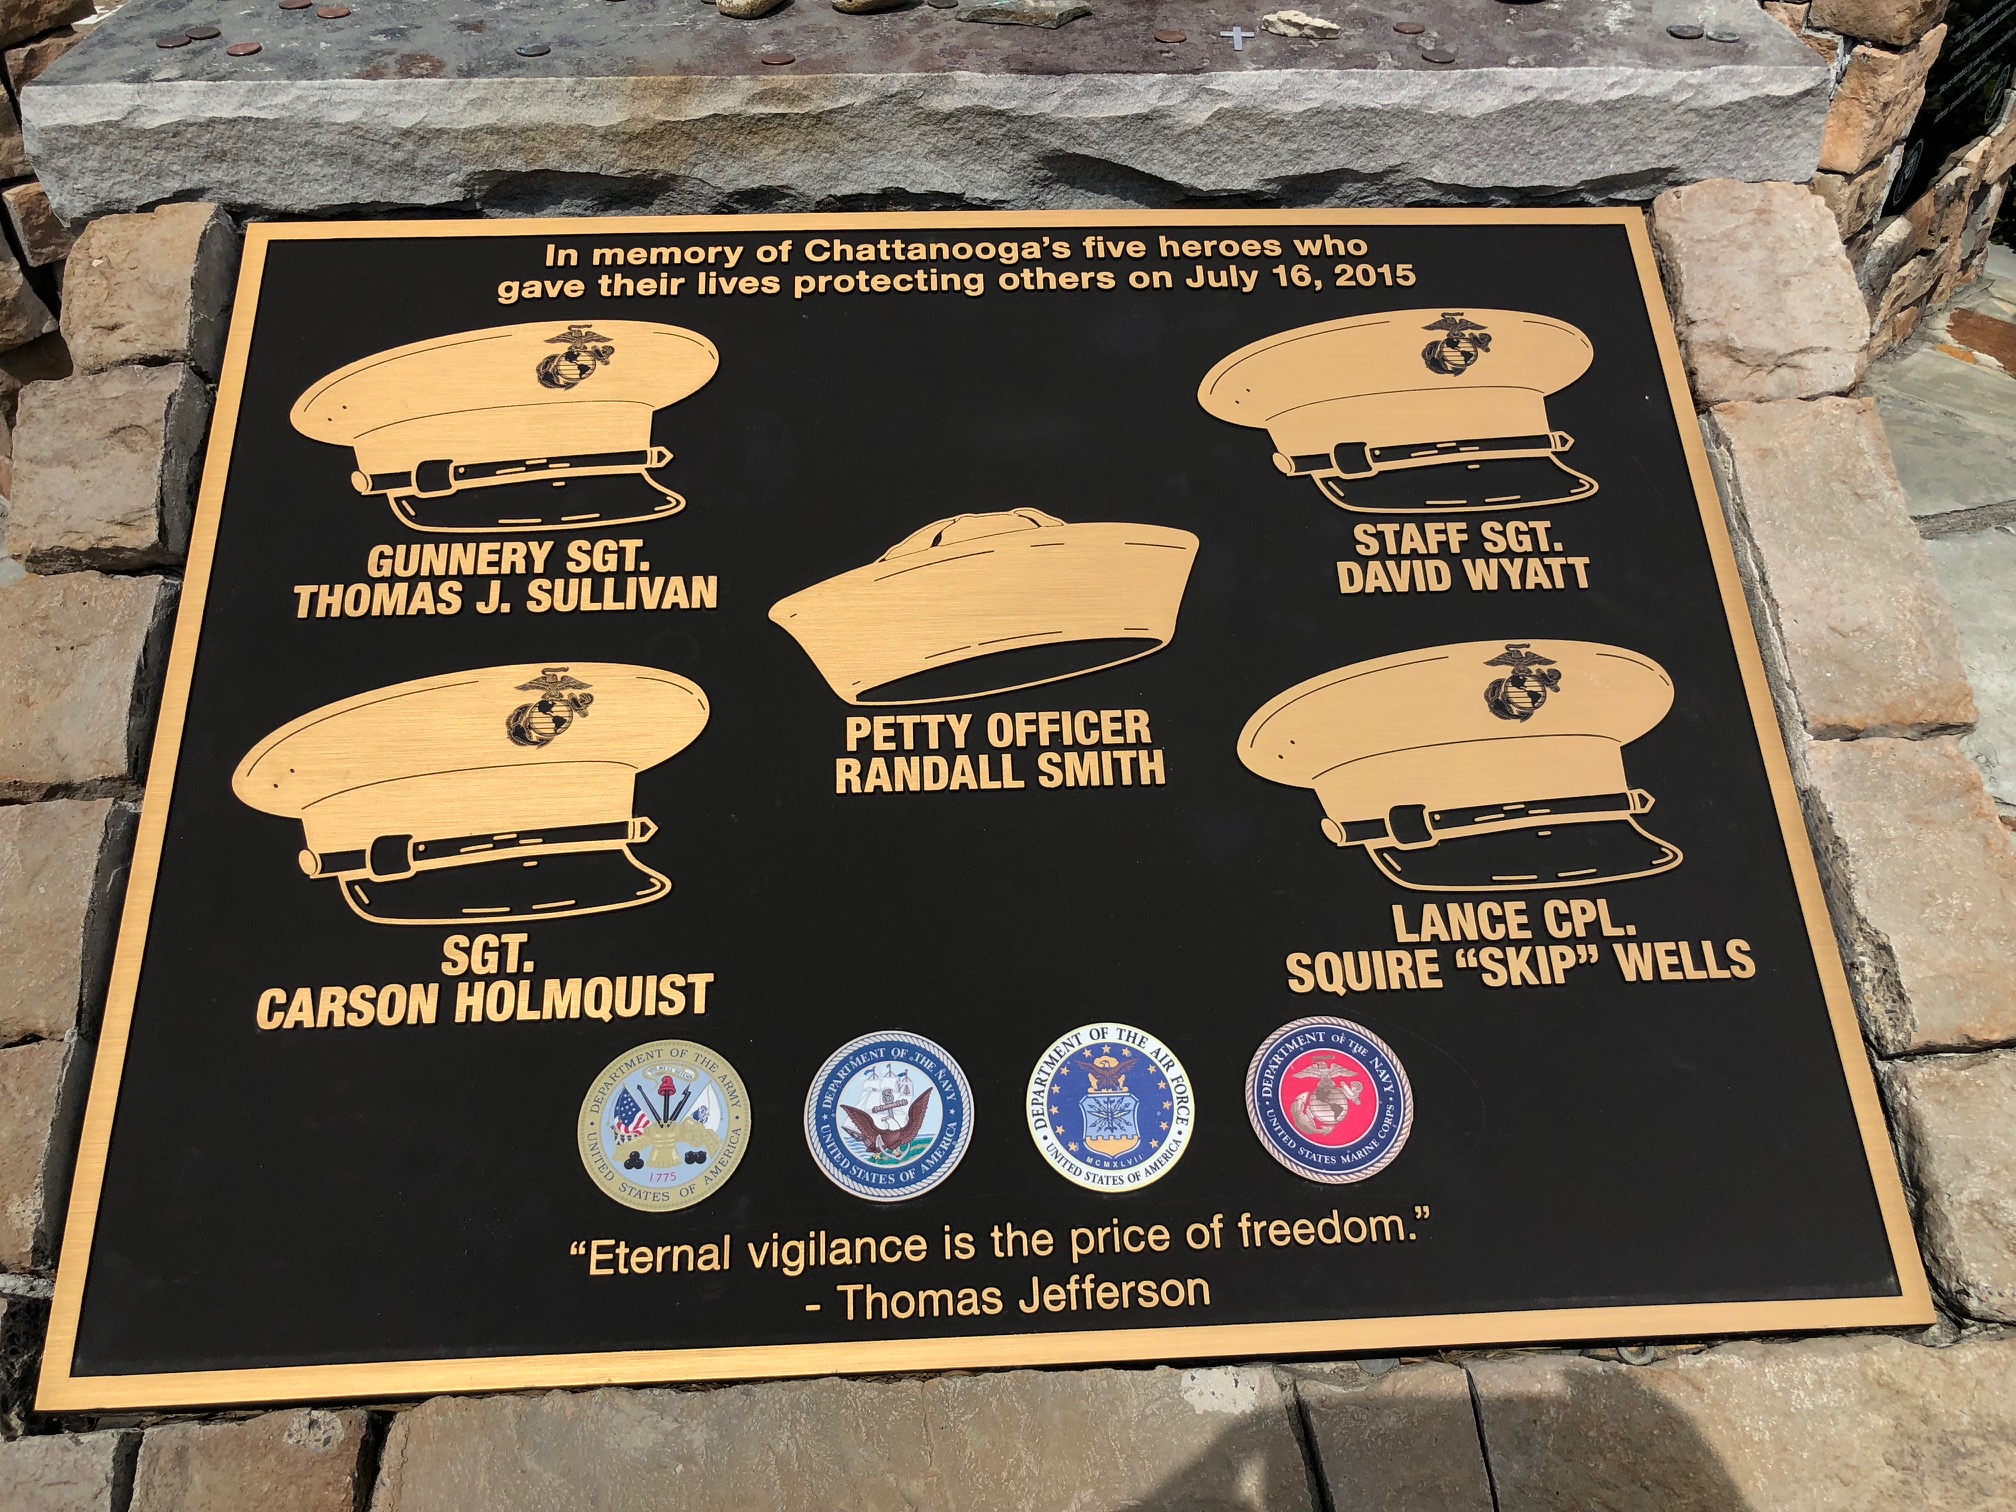 In memory of Chattanooga's five heroes who
gave their lives protecting others on July 16, 2015
GUNNERY SGT.
THOMAS J. SULLIVAN
STAFF SGT.
DAVID WYATT
PETTY OFFICER
RANDALL SMITH
SGT.
CARSON HOLMQUIST
LANCE CPL.
SQUIRE “SKIP” WELLS
DEPARTMENT OF THE ARMY
UNITED STATES OF AMERICA
1775
DEPARTMENT OF THE NAVY
UNITED STATES OF AMERICA
DEPARTMENT OF THE AIR FORCE
MCMXLVII
UNITED STATES OF AMERICA
DEPARTMENT OF THE NAVY
UNITED STATES MARINE CORPS
“Eternal vigilance is the price of freedom.”
- Thomas Jefferson